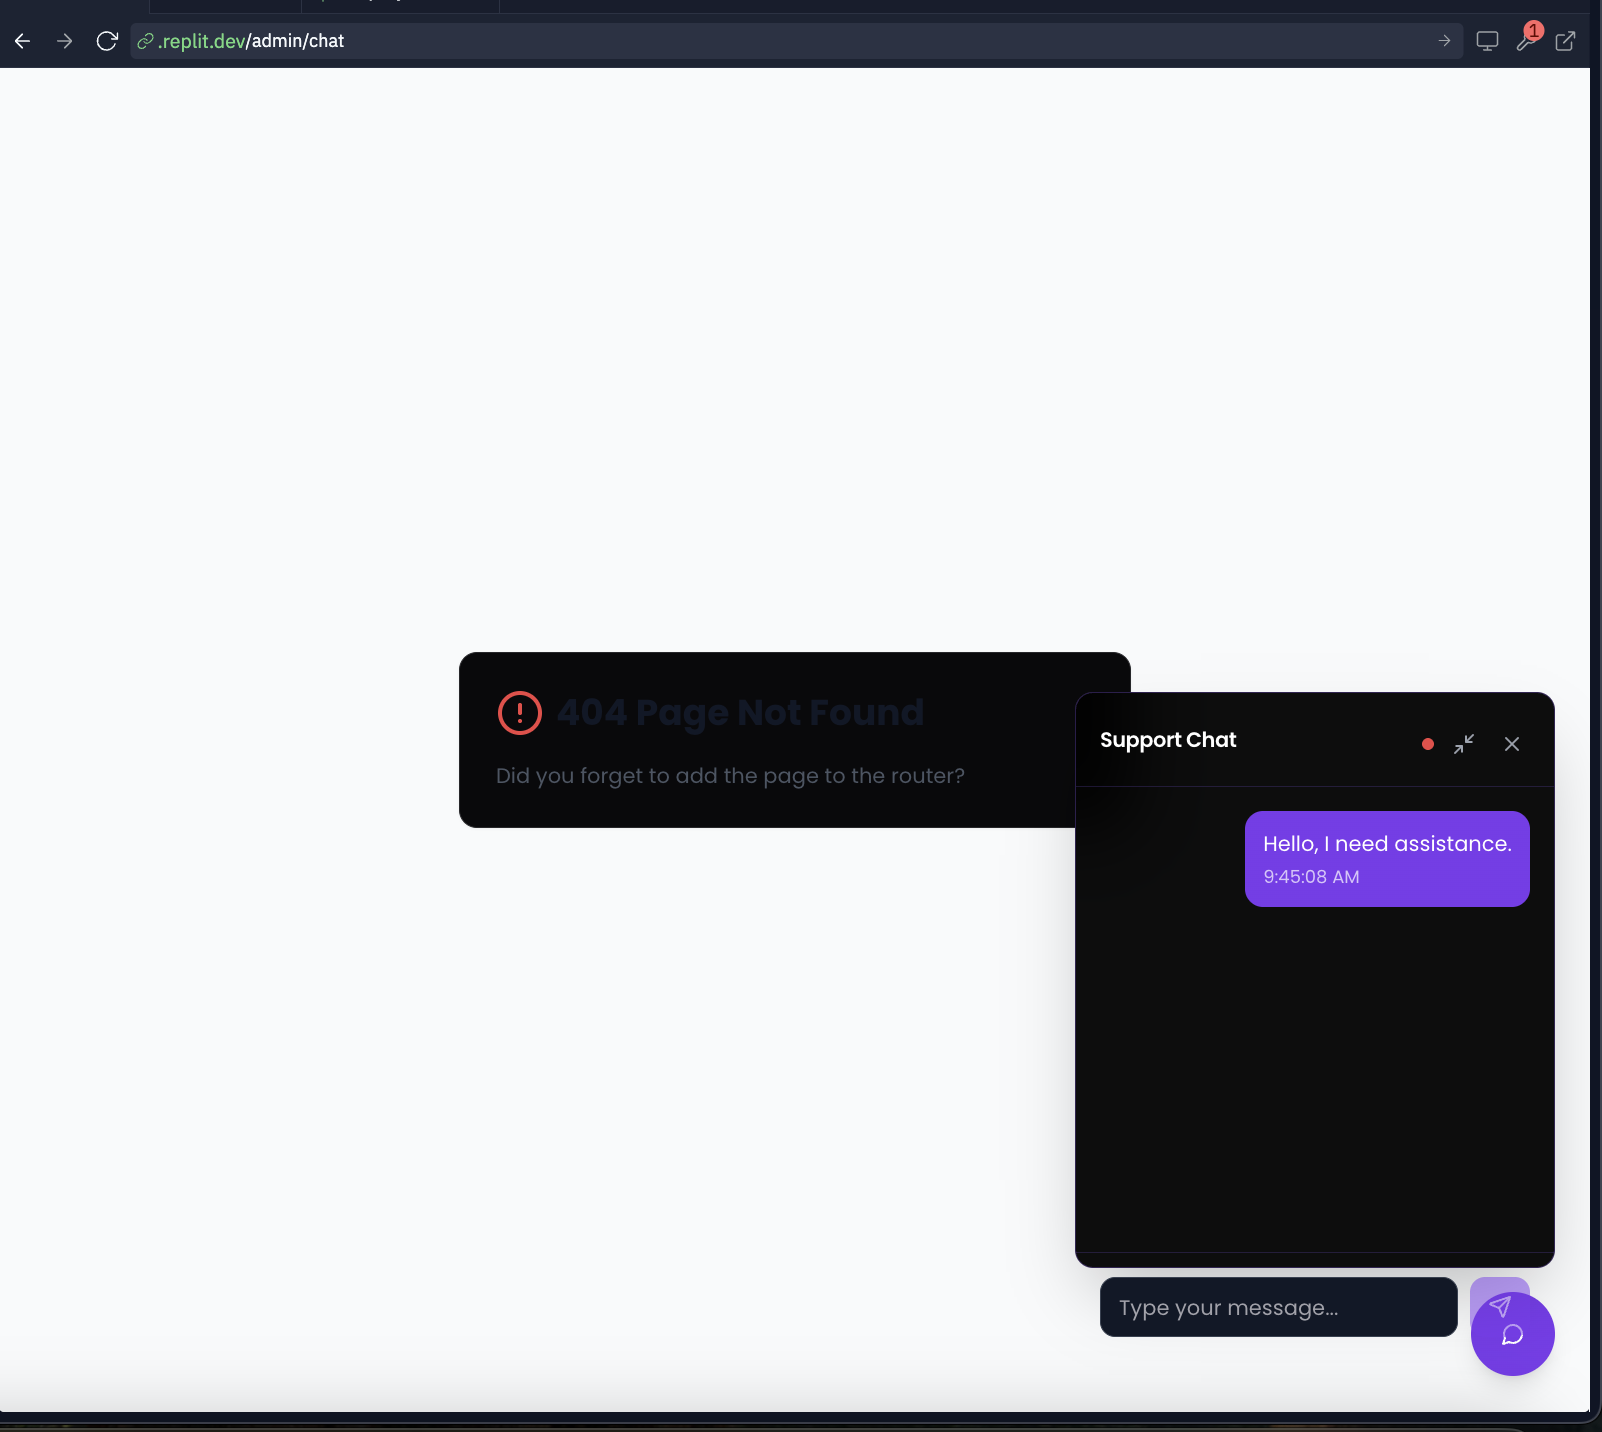 .replit.dev/admin/chat
1
404 Page Not Found
Did you forget to add the page to the router?
Support Chat
Hello, I need assistance.
9:45:08 AM
Type your message...